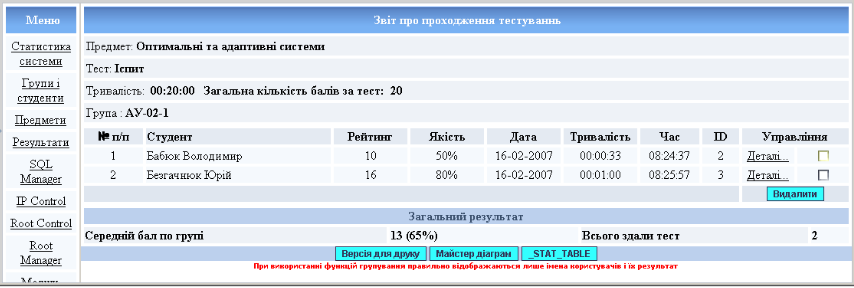 Меню
Статистика
системи
Групи і
студенти
Предмети
Результати
SQL
Manager
IP Control
Root Control
Root
Manager
Звіт про проходження тестуваннь
Предмет: Оптимальні та адаптивні системи
Тест: Іспит
Тривалість: 00:20:00 Загальна кількість балів за тест: 20
Група : АУ-02-1
№ п/п Студент Рейтинг Якість Дата Тривалість Час ID Управління
1 Бабюк Володимир 10 50% 16-02-2007 00:00:33 08:24:37 2 Деталі...
2 Безгачнюк Юрій 16 80% 16-02-2007 00:01:00 08:25:57 3 Деталі...
Видалити
Загальний результат
Середній бал по групі 13 (65%) Всього здали тест 2
Версія для друку Майстер діаграм _STAT_TABLE
При використанні функцій групування правильно відображаються лише імена користувачів і їх результат